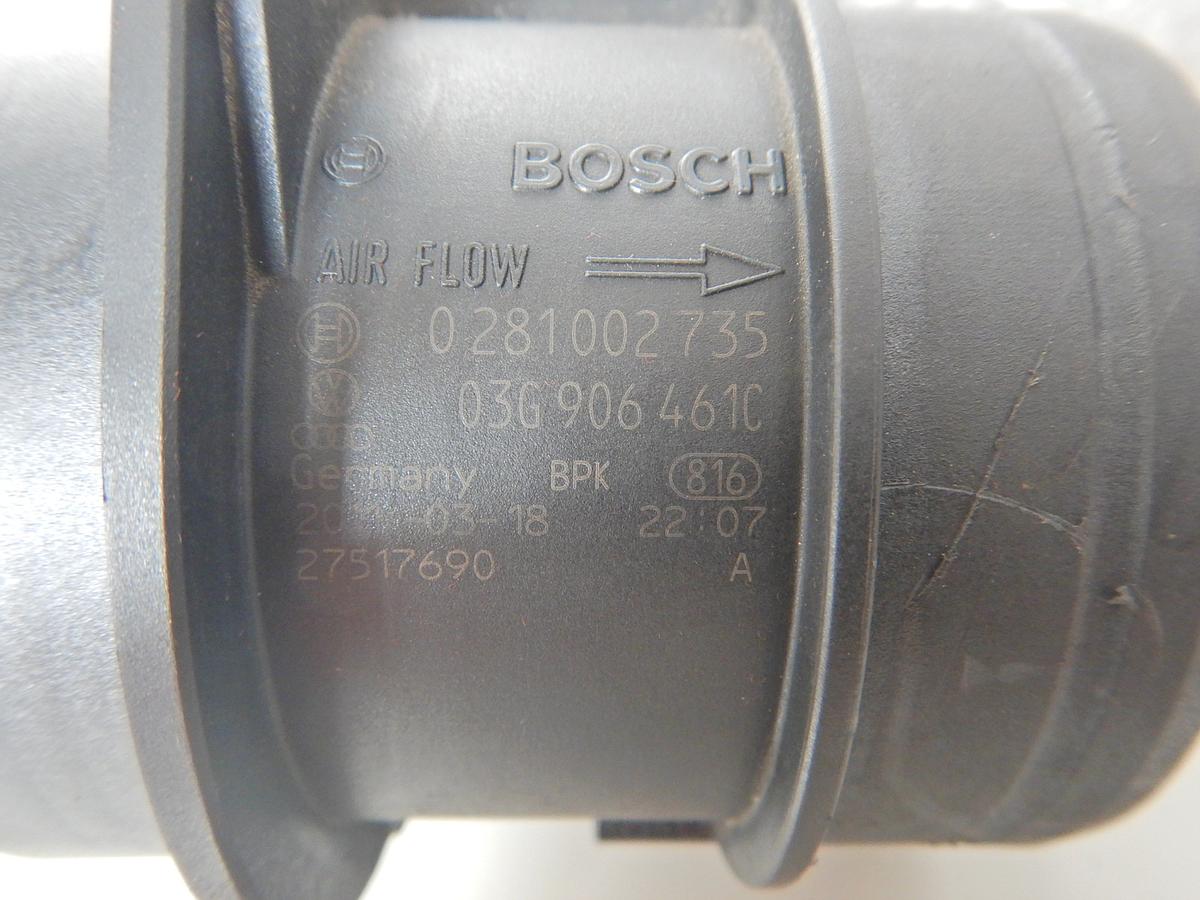 BOSCH
AIR FLOW
0 281 002 735
03G 906 461C
Germany BPK 816
-03-18 22:07
27517690 A